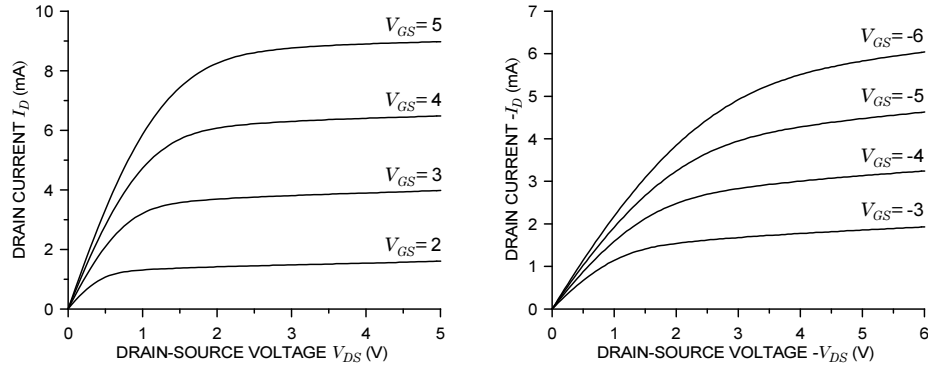 10
8
6
4
2
0
DRAIN CURRENT I_D (mA)
V_GS= 5
V_GS= 4
V_GS= 3
V_GS= 2
0 1 2 3 4 5
DRAIN-SOURCE VOLTAGE V_DS (V)
7
6
5
4
3
2
1
0
DRAIN CURRENT -I_D (mA)
V_GS= -6
V_GS= -5
V_GS= -4
V_GS= -3
0 1 2 3 4 5 6
DRAIN-SOURCE VOLTAGE -V_DS (V)